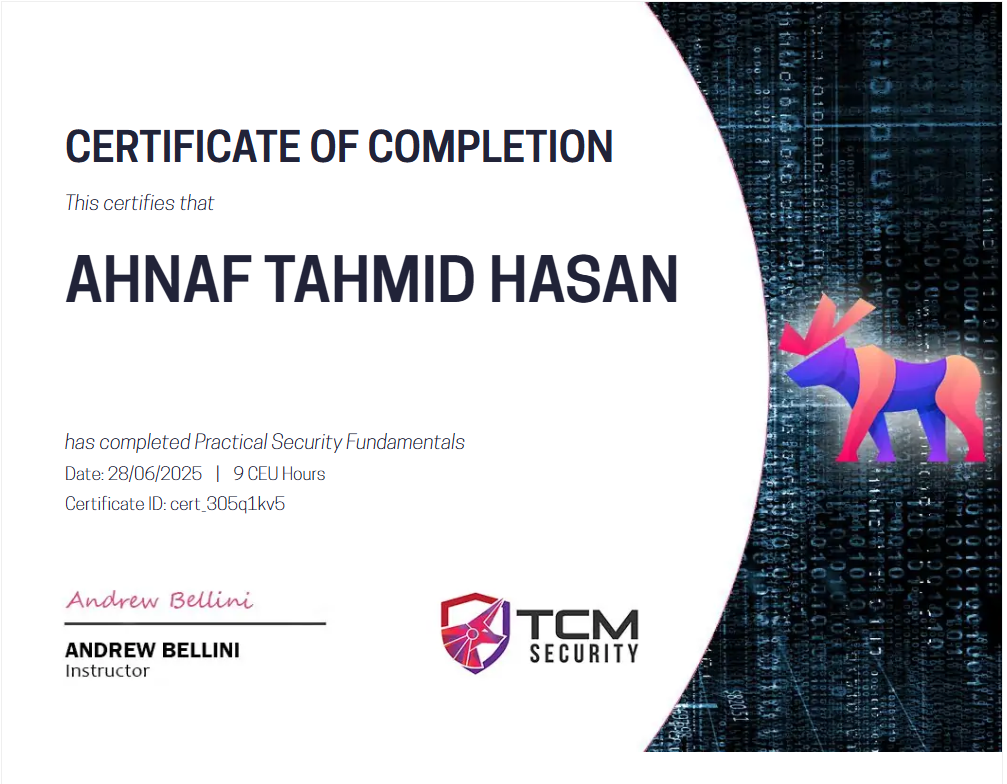 CERTIFICATE OF COMPLETION
This certifies that
AHNAF TAHMID HASAN
has completed Practical Security Fundamentals
Date: 28/06/2025 | 9 CEU Hours
Certificate ID: cert_305q1kv5
Andrew Bellini
ANDREW BELLINI
Instructor
TCM
SECURITY